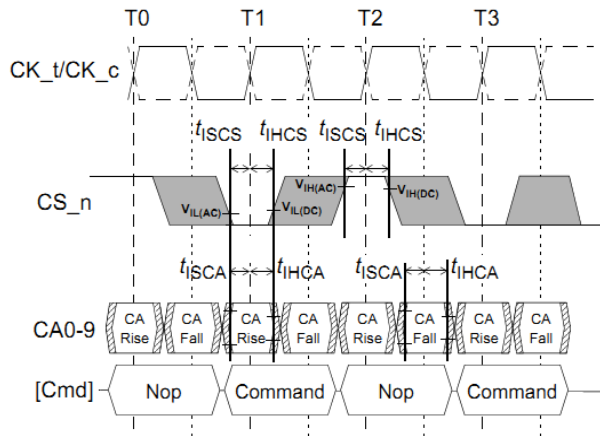 T0 T1 T2 T3
CK_t/CK_c
tISCS tIHCS tISCS tIHCS
CS_n
VIL(AC) VIL(DC) VIH(AC) VIH(DC)
tISCA tIHCA tISCA tIHCA
CA0-9
CA Rise CA Fall CA Rise CA Fall CA Rise CA Fall CA Rise CA Fall
[Cmd] Nop Command Nop Command